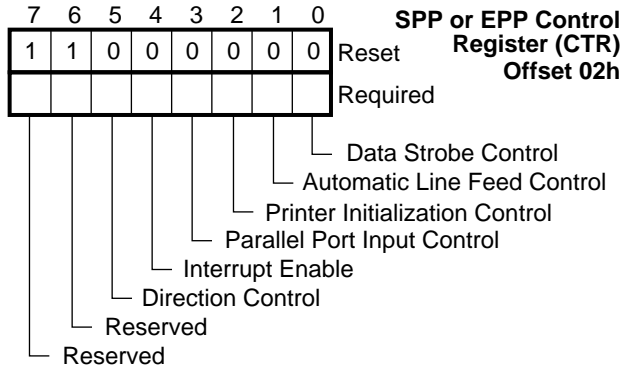 7 6 5 4 3 2 1 0
SPP or EPP Control
Register (CTR)
Offset 02h
1 1 0 0 0 0 0 0 Reset
Required
Data Strobe Control
Automatic Line Feed Control
Printer Initialization Control
Parallel Port Input Control
Interrupt Enable
Direction Control
Reserved
Reserved